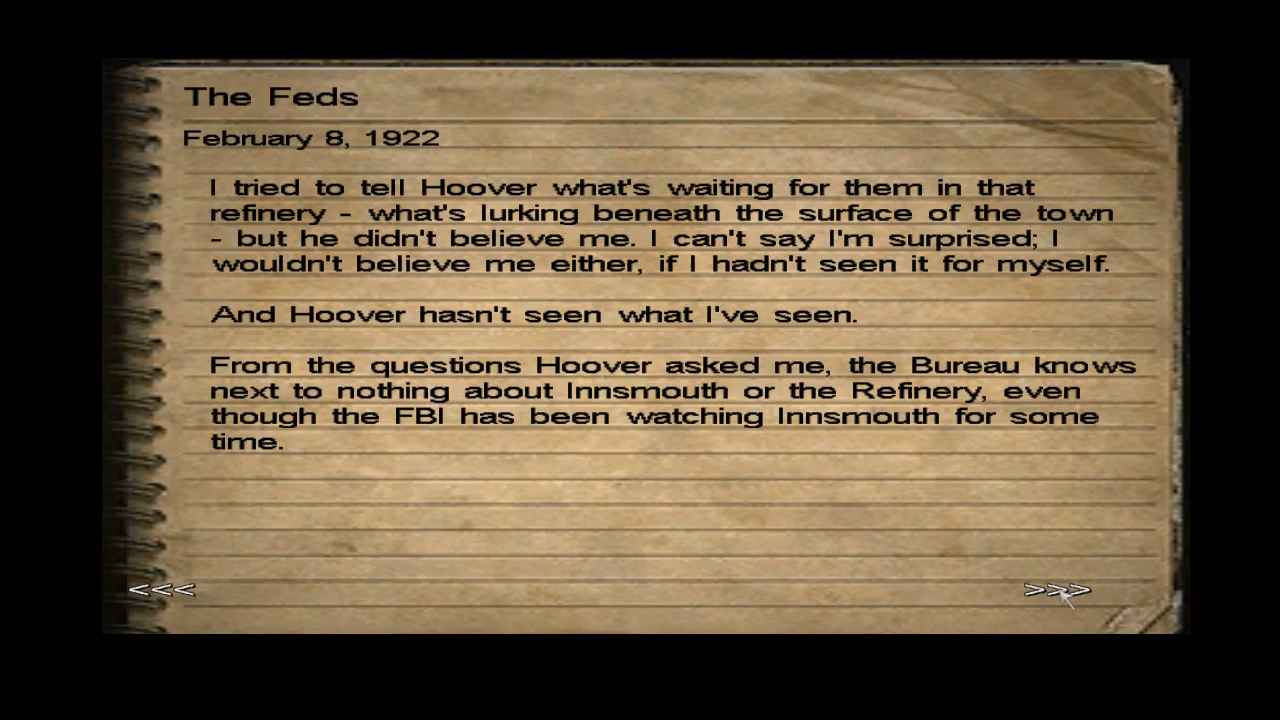 The Feds
February 8, 1922
I tried to tell Hoover what's waiting for them in that
refinery - what's lurking beneath the surface of the town
- but he didn't believe me. I can't say I'm surprised; I
wouldn't believe me either, if I hadn't seen it for myself.
And Hoover hasn't seen what I've seen.
From the questions Hoover asked me, the Bureau knows
next to nothing about Innsmouth or the Refinery, even
though the FBI has been watching Innsmouth for some
time.
<<< >>>